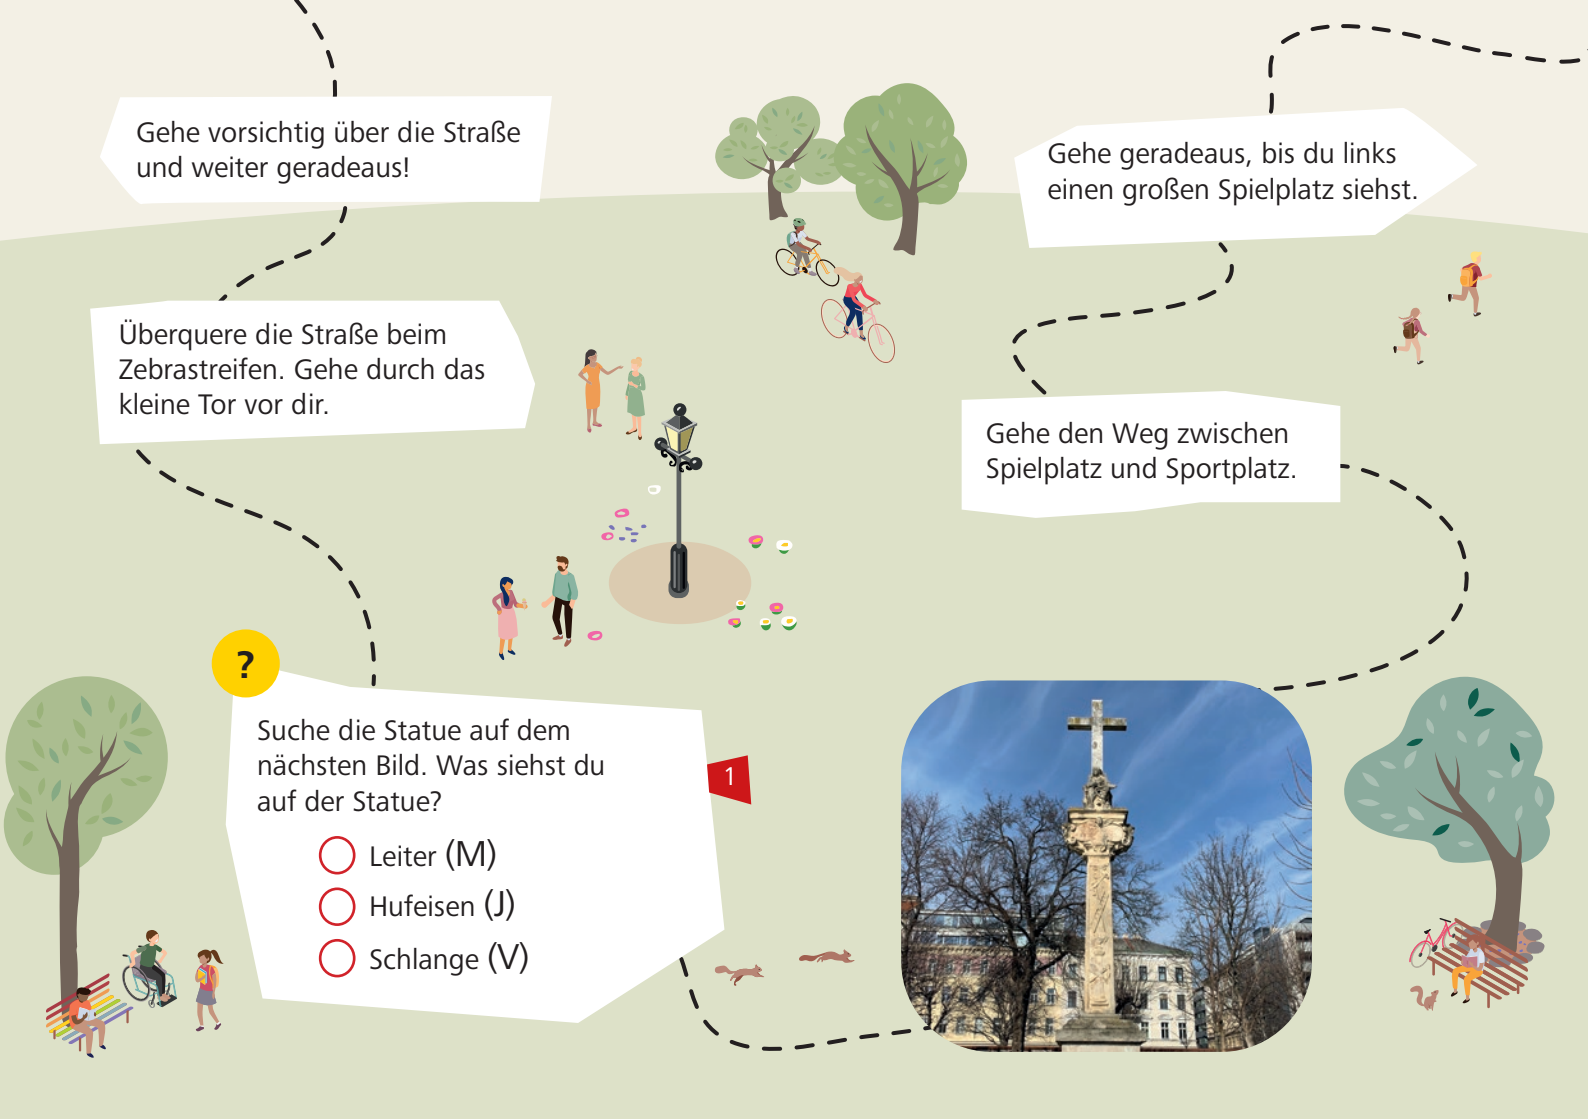 Gehe vorsichtig über die Straße
und weiter geradeaus!
Überquere die Straße beim
Zebrastreifen. Gehe durch das
kleine Tor vor dir.
?
Suche die Statue auf dem
nächsten Bild. Was siehst du
auf der Statue?
1
Leiter (M)
Hufeisen (J)
Schlange (V)
Gehe den Weg zwischen
Spielplatz und Sportplatz.
Gehe geradeaus, bis du links
einen großen Spielplatz siehst.